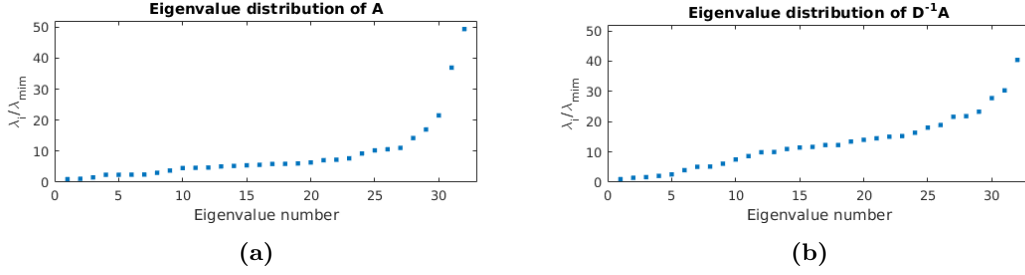 Eigenvalue distribution of A
50
40
30
20
10
0
λi/λmim
0 5 10 15 20 25 30
Eigenvalue number
(a)
Eigenvalue distribution of D-1A
50
40
30
20
10
0
λi/λmim
0 5 10 15 20 25 30
Eigenvalue number
(b)